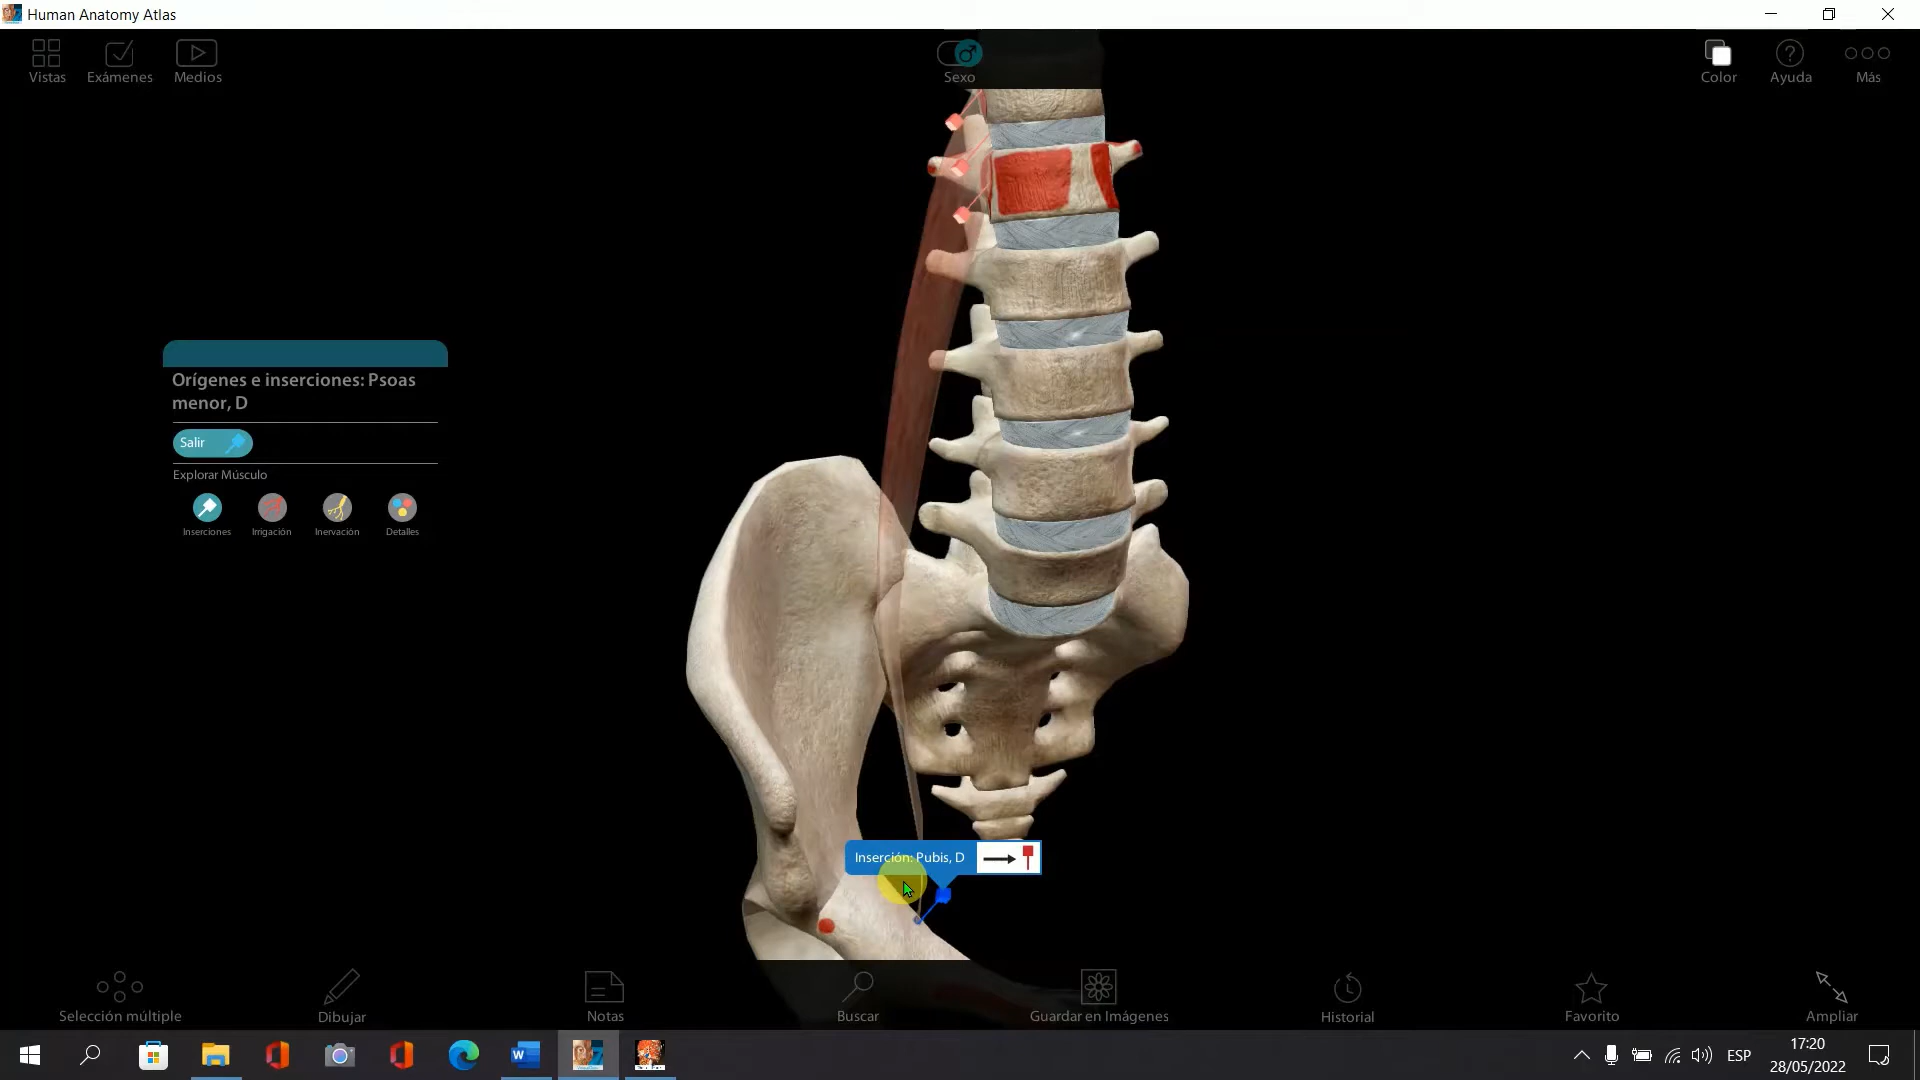 Human Anatomy Atlas
Vistas
Exámenes
Medios
Sexo
Color
Ayuda
Más
Orígenes e inserciones: Psoas
menor, D
Salir
Explorar Músculo
Inserciones
Irrigación
Inervación
Detalles
Inserción: Pubis, D
Selección múltiple
Dibujar
Notas
Buscar
Guardar en Imágenes
Historial
Favorito
Ampliar
ESP
17:20
28/05/2022